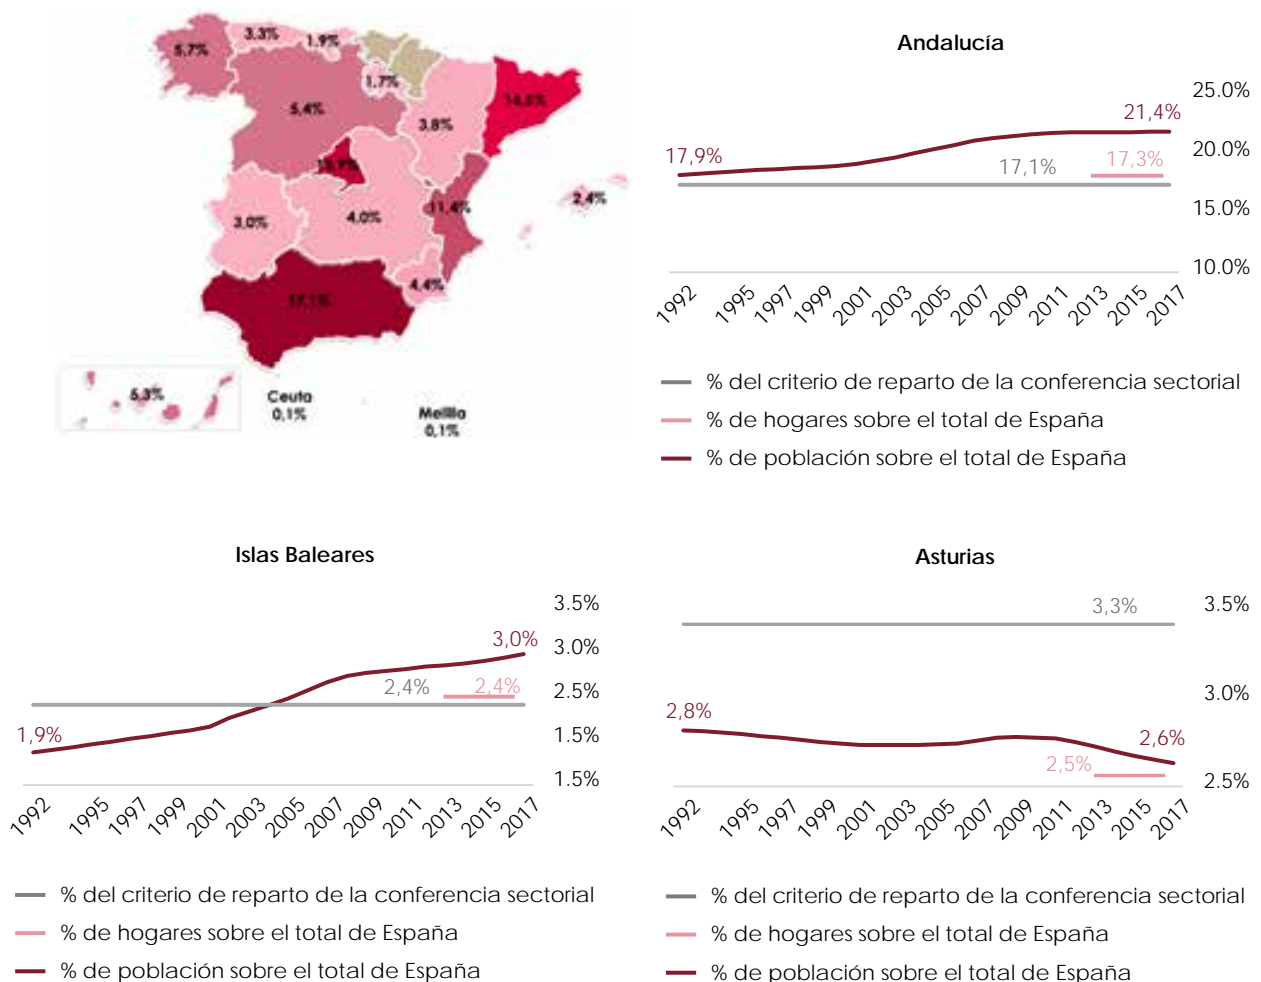 5,7%
3,3%
1,9%
1,7%
5,4%
3,8%
3,0%
4,0%
11,4%
2,4%
4,4%
17,1%
5,3%
Ceuta
0,1%
Melilla
0,1%
Andalucía
25.0%
20.0%
15.0%
10.0%
17,9%
21,4%
17,1%
17,3%
1992 1995 1997 1999 2001 2003 2005 2007 2009 2011 2013 2015 2017
% del criterio de reparto de la conferencia sectorial
% de hogares sobre el total de España
% de población sobre el total de España
Islas Baleares
3.5%
3.0%
2.5%
1.5%
1.5%
1,9%
3,0%
2,4%
2,4%
1992 1995 1997 1999 2001 2003 2005 2007 2009 2011 2013 2015 2017
% del criterio de reparto de la conferencia sectorial
% de hogares sobre el total de España
% de población sobre el total de España
Asturias
3.5%
3.0%
2.5%
3,3%
2,8%
2,6%
2,5%
1992 1995 1997 1999 2001 2003 2005 2007 2009 2011 2013 2015 2017
% del criterio de reparto de la conferencia sectorial
% de hogares sobre el total de España
% de población sobre el total de España